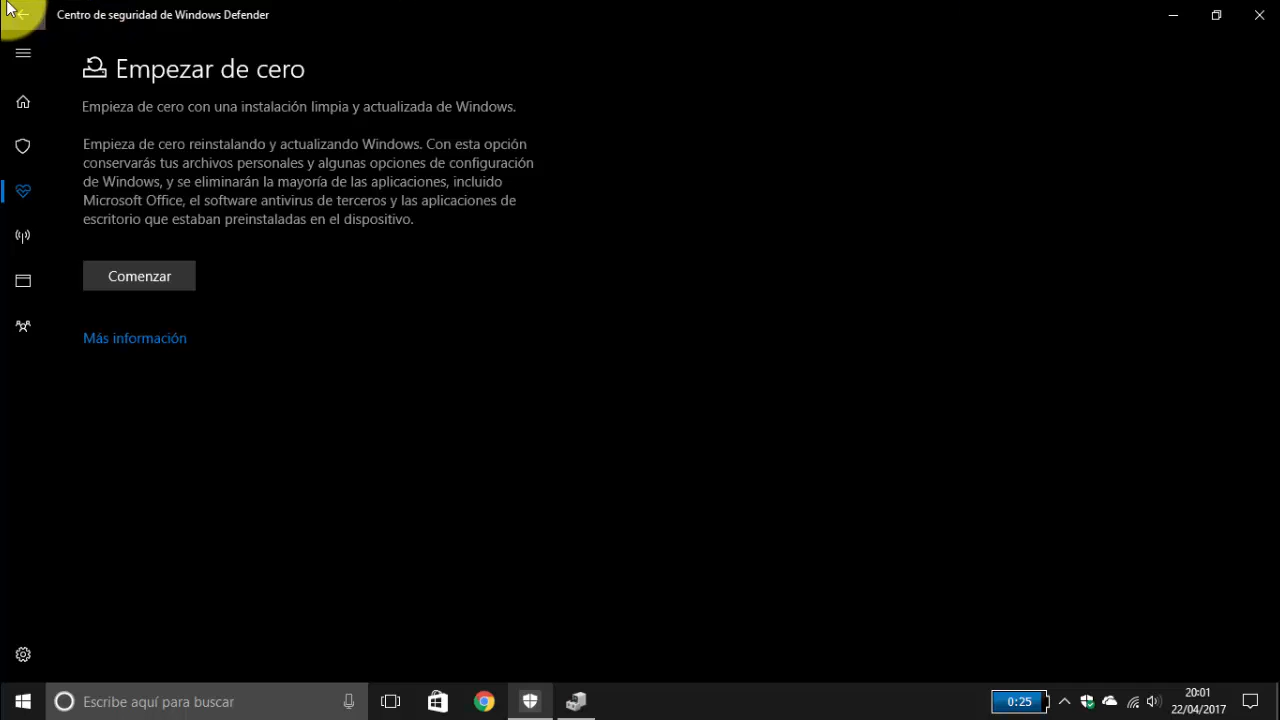 Centro de seguridad de Windows Defender
Empezar de cero
Empieza de cero con una instalación limpia y actualizada de Windows.
Empieza de cero reinstalando y actualizando Windows. Con esta opción
conservarás tus archivos personales y algunas opciones de configuración
de Windows, y se eliminarán la mayoría de las aplicaciones, incluido
Microsoft Office, el software antivirus de terceros y las aplicaciones de
escritorio que estaban preinstaladas en el dispositivo.
Comenzar
Más información
Escribe aquí para buscar
0:25
20:01
22/04/2017